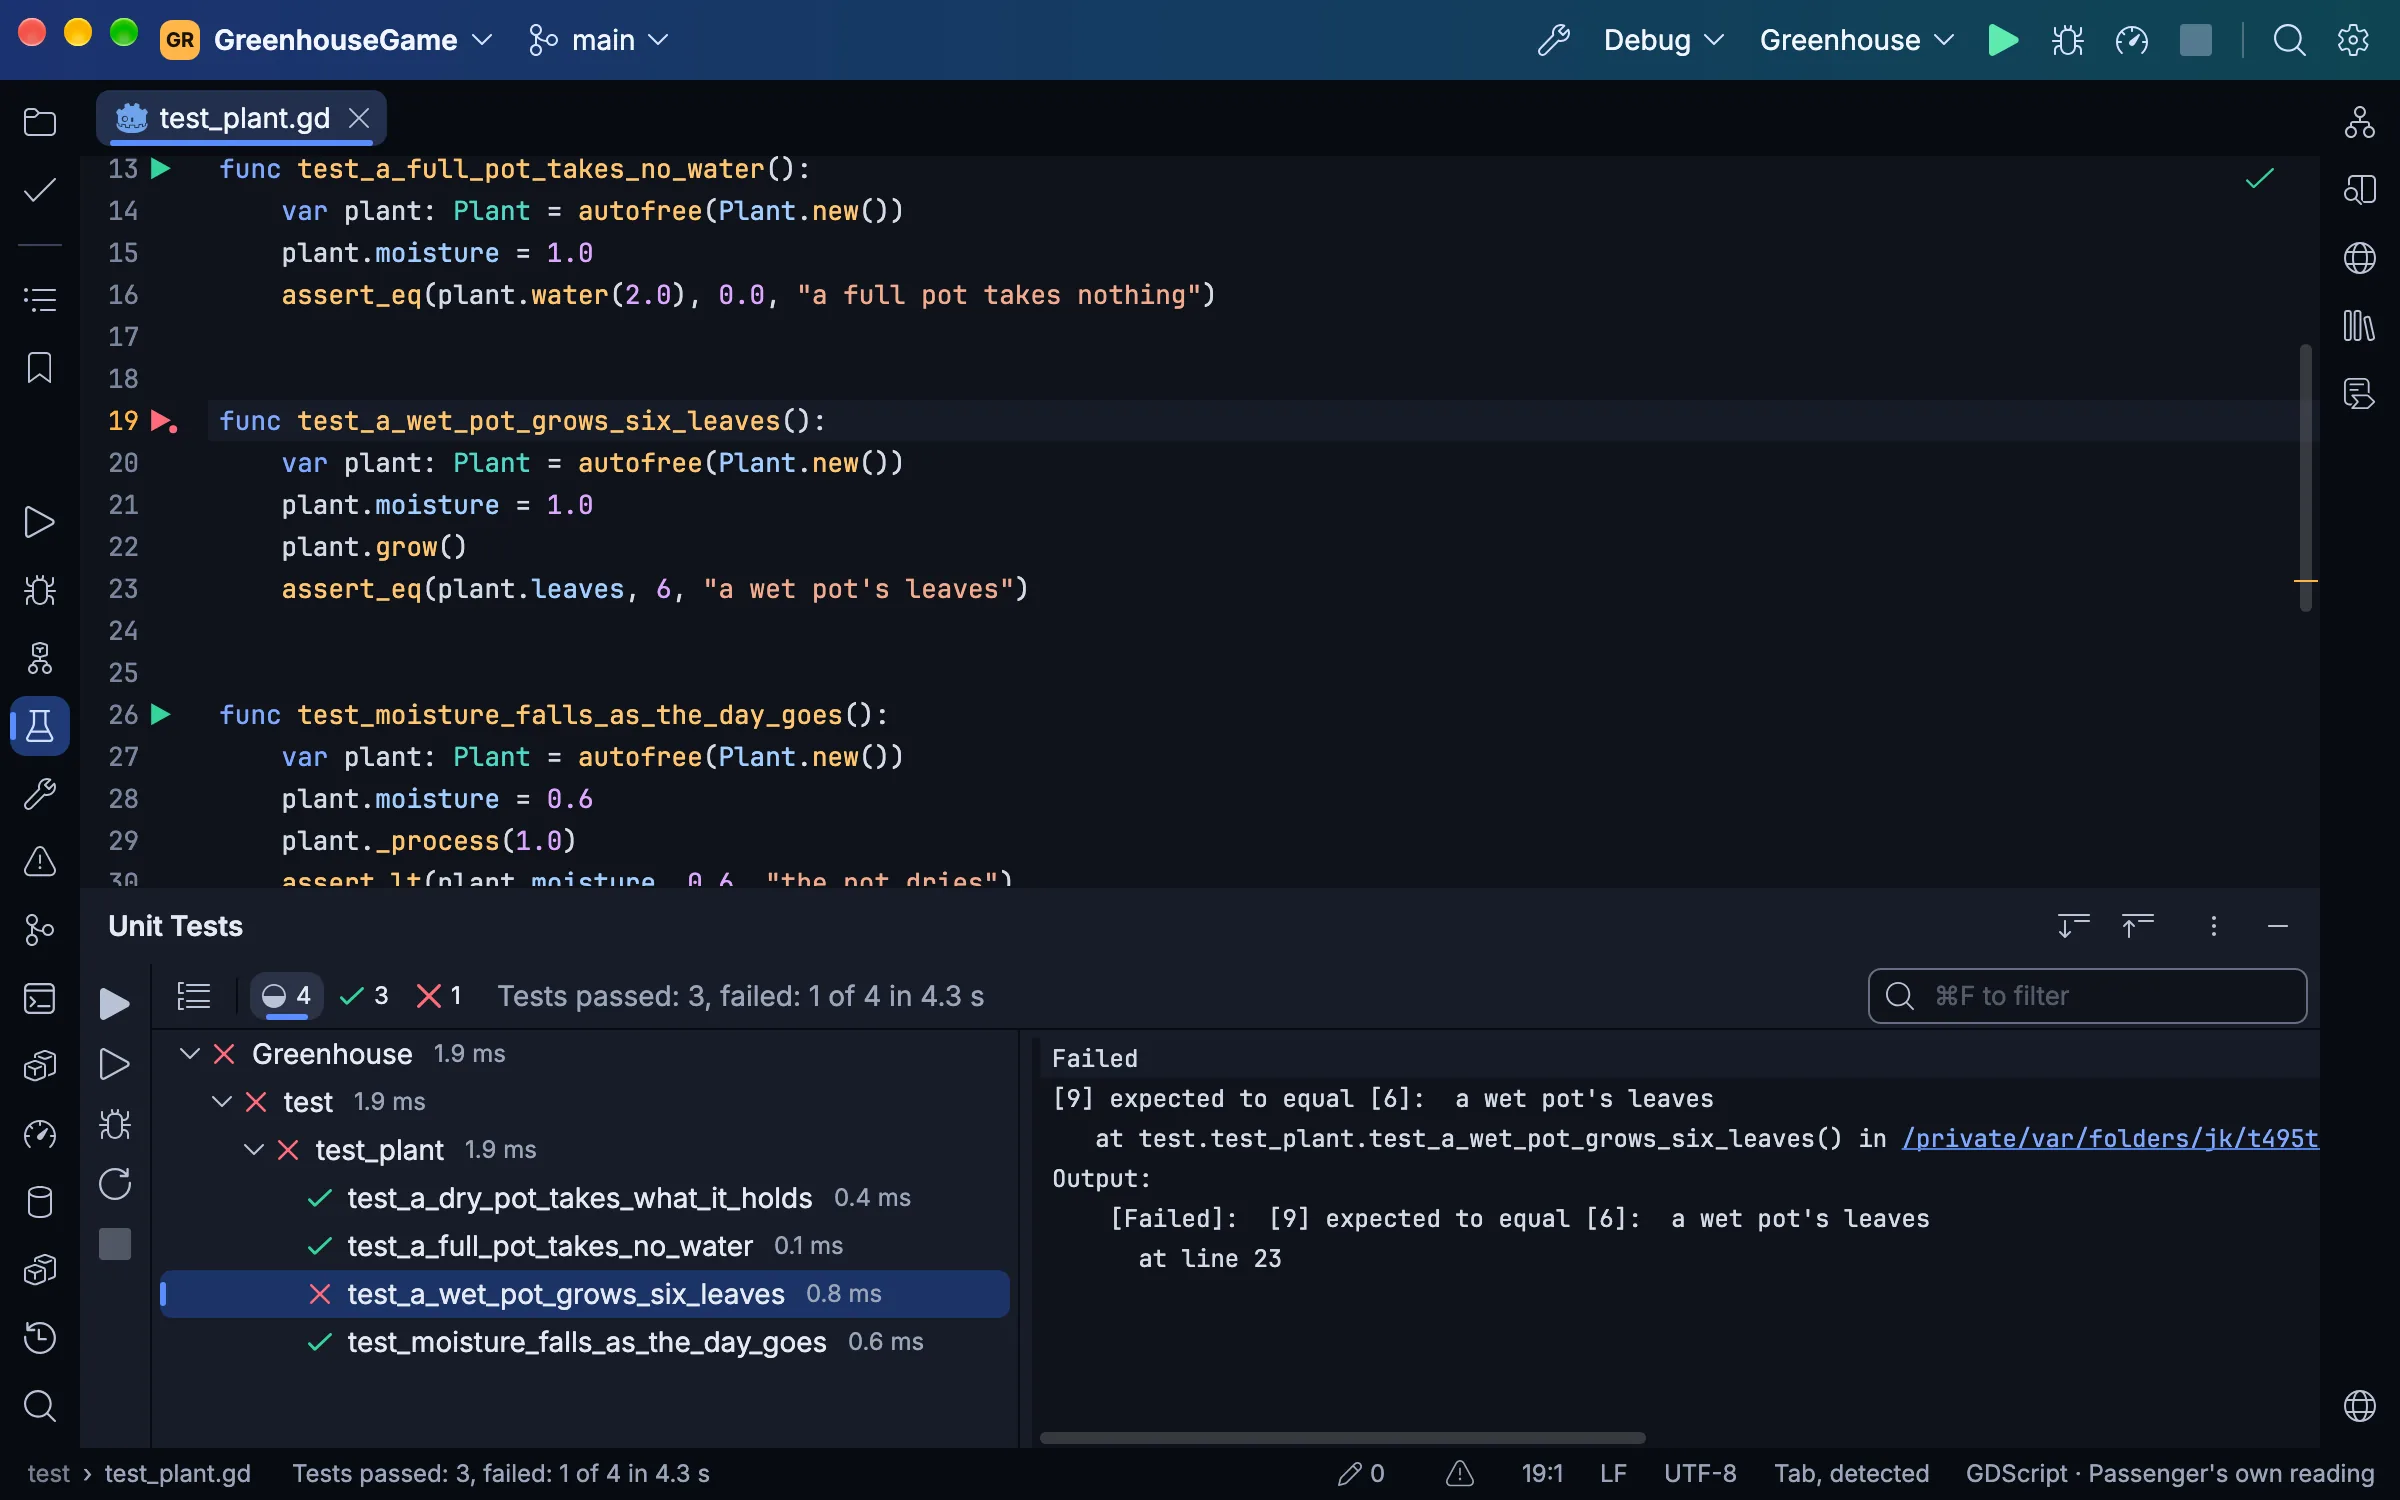 GR GreenhouseGame main Debug Greenhouse
test_plant.gd
13 func test_a_full_pot_takes_no_water():
14 var plant: Plant = autofree(Plant.new())
15 plant.moisture = 1.0
16 assert_eq(plant.water(2.0), 0.0, "a full pot takes nothing")
17
18
19 func test_a_wet_pot_grows_six_leaves():
20 var plant: Plant = autofree(Plant.new())
21 plant.moisture = 1.0
22 plant.grow()
23 assert_eq(plant.leaves, 6, "a wet pot's leaves")
24
25
26 func test_moisture_falls_as_the_day_goes():
27 var plant: Plant = autofree(Plant.new())
28 plant.moisture = 0.6
29 plant._process(1.0)
30 assert_lt(plant.moisture, 0.6, "the pot dries")
Unit Tests
4 3 1 Tests passed: 3, failed: 1 of 4 in 4.3 s
⌘F to filter
Greenhouse 1.9 ms
test 1.9 ms
test_plant 1.9 ms
test_a_dry_pot_takes_what_it_holds 0.4 ms
test_a_full_pot_takes_no_water 0.1 ms
test_a_wet_pot_grows_six_leaves 0.8 ms
test_moisture_falls_as_the_day_goes 0.6 ms
Failed
[9] expected to equal [6]: a wet pot's leaves
at test.test_plant.test_a_wet_pot_grows_six_leaves() in /private/var/folders/jk/t495t
Output:
[Failed]: [9] expected to equal [6]: a wet pot's leaves
at line 23
test › test_plant.gd Tests passed: 3, failed: 1 of 4 in 4.3 s 0 19:1 LF UTF-8 Tab, detected GDScript · Passenger's own reading